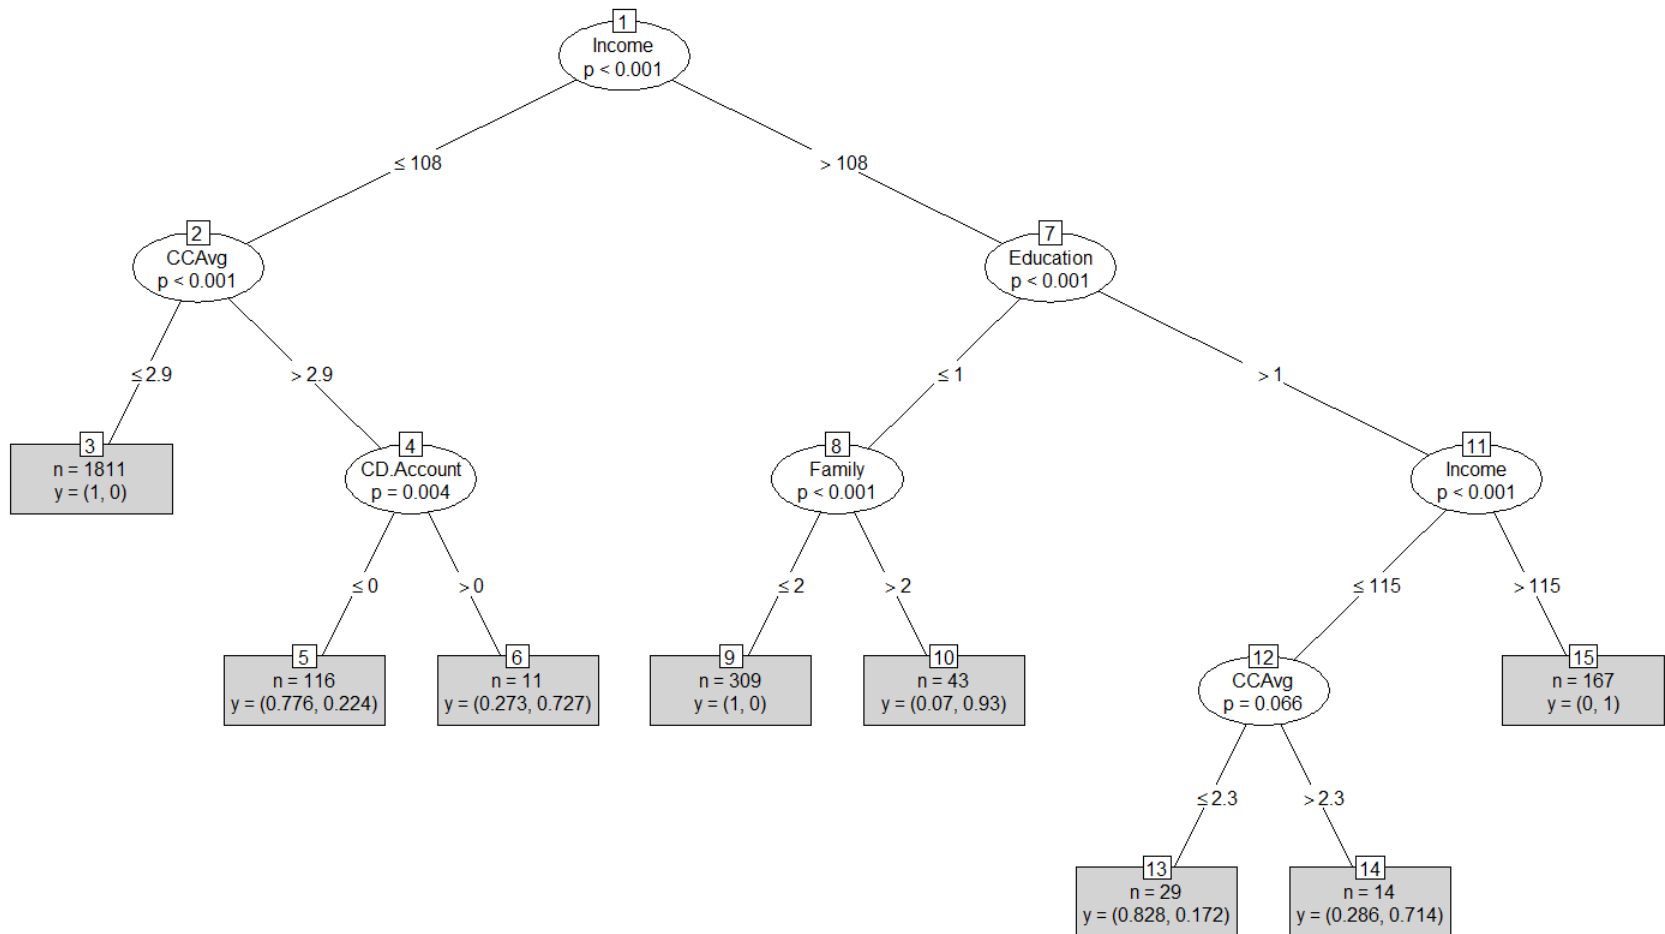 1
Income
p < 0.001
≤ 108
> 108
2
CCAvg
p < 0.001
7
Education
p < 0.001
≤ 2.9
> 2.9
≤ 1
> 1
3
n = 1811
y = (1, 0)
4
CD.Account
p = 0.004
8
Family
p < 0.001
11
Income
p < 0.001
≤ 0
> 0
≤ 2
> 2
≤ 115
> 115
5
n = 116
y = (0.776, 0.224)
6
n = 11
y = (0.273, 0.727)
9
n = 309
y = (1, 0)
10
n = 43
y = (0.07, 0.93)
12
CCAvg
p = 0.066
15
n = 167
y = (0, 1)
≤ 2.3
> 2.3
13
n = 29
y = (0.828, 0.172)
14
n = 14
y = (0.286, 0.714)